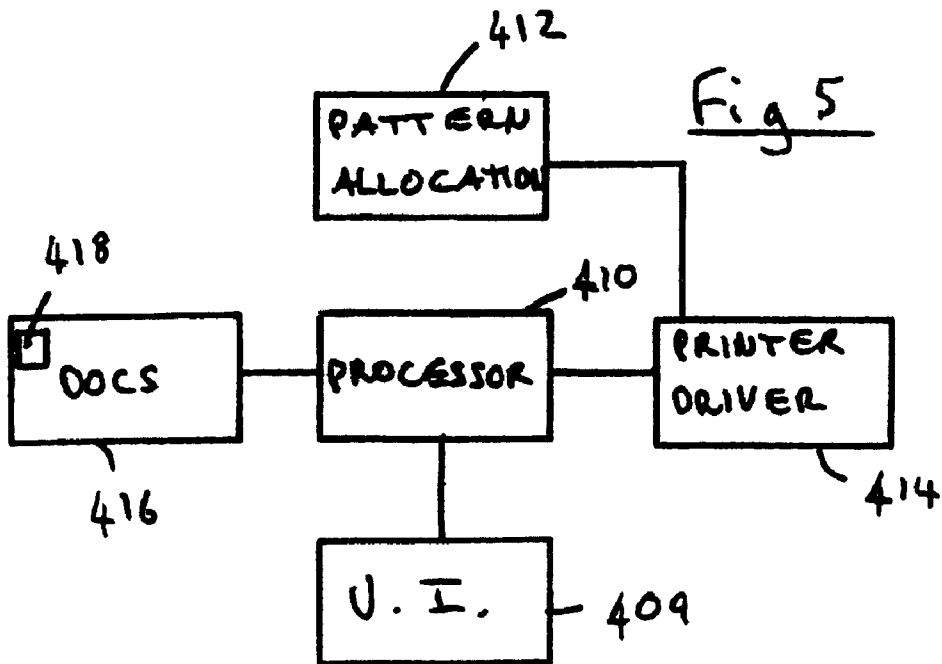 412
Fig 5
PATTERN
ALLOCATION
418
410
DOCS
PROCESSOR
PRINTER
DRIVER
416
414
U. I.
409